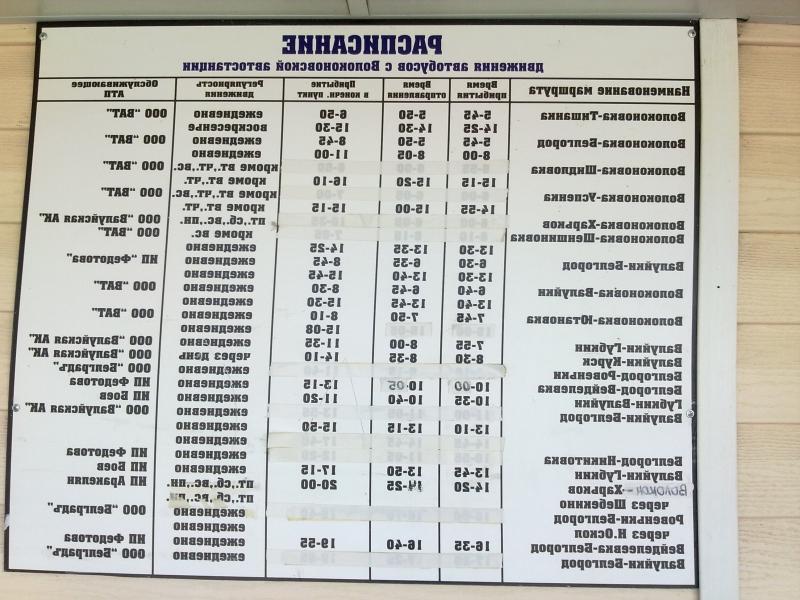 РАСПИСАНИЕ
движения автобусов с Волоконовской автостанции
Наименование маршрута Время прибытия Время отправления Прибытие в конечн. пункт Регулярность движения Обслуживающее АТП
Волоконовка-Тишанка 5-45 5-50 6-50 ежедневно ООО "ВАТ"
14-25 14-30 15-30 воскресенье
Волоконовка-Белгород 5-45 5-50 8-45 ежедневно ООО "ВАТ"
8-00 8-05 11-00 ежедневно
Волоконовка-Шидловка кроме вт.,чт.,вс. ООО "ВАТ"
15-15 15-20 16-10 кроме вт.,чт.
Волоконовка-Успенка кроме вт.,чт.,вс. ООО "ВАТ"
14-55 15-00 15-15 кроме вт.,чт.
Волоконовка-Харьков пт.,сб.,вс.,пн. ООО "Валуйская АК"
Волоконовка-Шеншиновка кроме вс. ООО "ВАТ"
13-30 13-35 14-25 ежедневно
Валуйки-Белгород 6-30 6-35 8-45 ежедневно ИП "Федотова"
13-30 13-40 15-45 ежедневно
Волоконовка-Валуйки 6-40 6-45 8-30 ежедневно ООО "ВАТ"
13-40 13-45 15-30 ежедневно
Волоконовка-Ютановка 7-45 7-50 8-10 ежедневно ООО "ВАТ"
15-08 ежедневно
Валуйки-Губкин 7-55 8-00 11-35 ежедневно ООО "Валуйская АК"
Валуйки-Курск 8-30 8-35 14-10 через день ООО "Валуйская АК"
Белгород-Ровеньки ежедневно ООО "Белградъ"
Белгород-Вейделевка 10-00 10-05 13-15 ежедневно ИП Федотова
Губкин-Валуйки 10-35 10-40 11-20 ежедневно ИП Боев
Валуйки-Белгород ежедневно ООО "Валуйская АК"
13-10 13-15 15-50 ежедневно
ежедневно
Белгород-Никитовка ежедневно ИП Федотова
Валуйки-Губкин 13-45 13-50 17-15 ежедневно ИП Боев
Волокон-Харьков 14-20 14-25 20-00 пт.,сб.,вс.,пн. ИП Аракелян
через Шебекино пт.,сб.,вс.,пн.
Ровеньки-Белгород ежедневно ООО "Белградъ"
через Н.Оскол ежедневно
Вейделевка-Белгород 16-35 16-40 19-55 ежедневно ИП Федотова
Валуйки-Белгород ежедневно ООО "Белградъ"